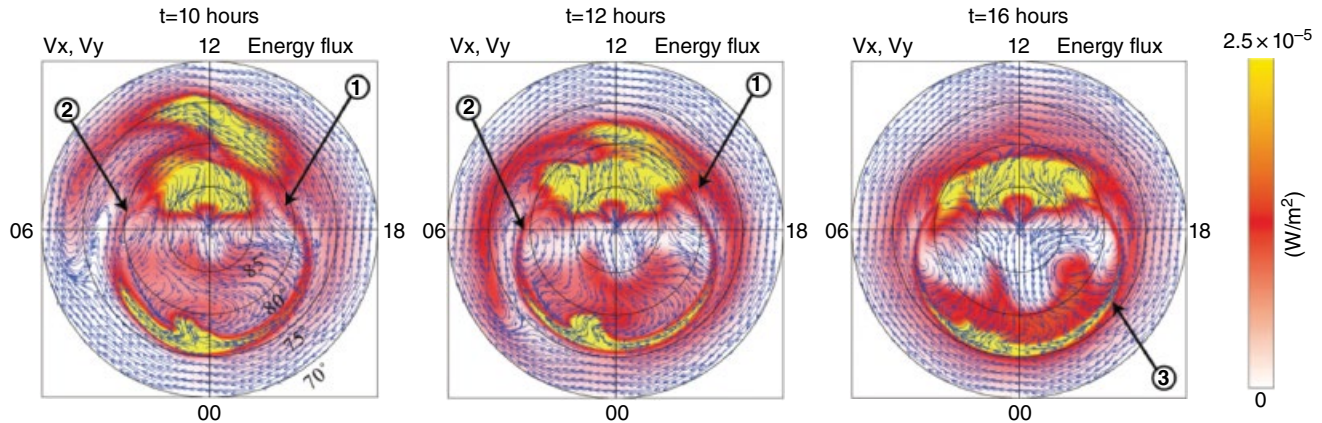 t=10 hours
Vx, Vy 12 Energy flux
2
1
06
18
85
80°
75
70°
00
t=12 hours
Vx, Vy 12 Energy flux
2
1
06
18
00
t=16 hours
Vx, Vy 12 Energy flux
06
18
3
00
2.5 × 10⁻⁵
(W/m²)
0